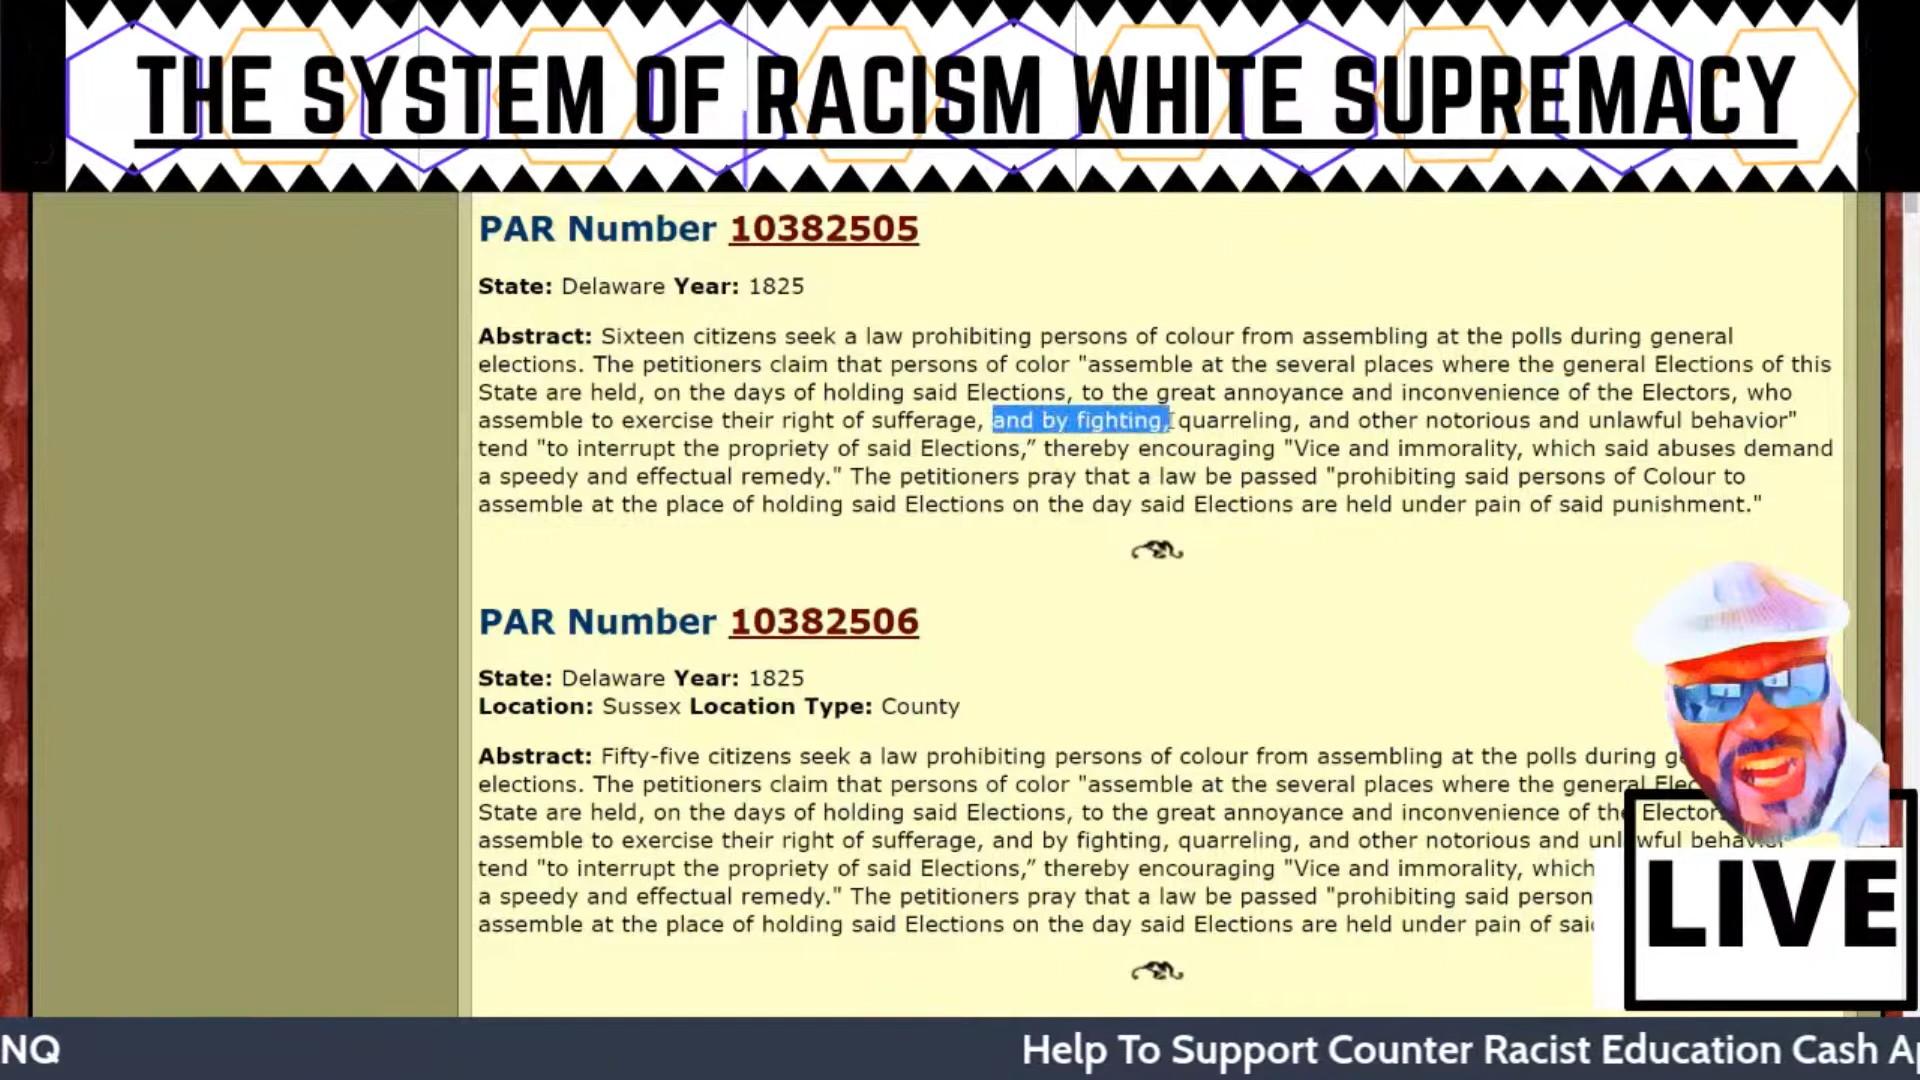 THE SYSTEM OF RACISM WHITE SUPREMACY
PAR Number 10382505
State: Delaware Year: 1825
Abstract: Sixteen citizens seek a law prohibiting persons of colour from assembling at the polls during general
elections. The petitioners claim that persons of color "assemble at the several places where the general Elections of this
State are held, on the days of holding said Elections, to the great annoyance and inconvenience of the Electors, who
assemble to exercise their right of sufferage, and by fighting, quarreling, and other notorious and unlawful behavior"
tend "to interrupt the propriety of said Elections,” thereby encouraging "Vice and immorality, which said abuses demand
a speedy and effectual remedy." The petitioners pray that a law be passed "prohibiting said persons of Colour to
assemble at the place of holding said Elections on the day said Elections are held under pain of said punishment."
PAR Number 10382506
State: Delaware Year: 1825
Location: Sussex Location Type: County
Abstract: Fifty-five citizens seek a law prohibiting persons of colour from assembling at the polls during
elections. The petitioners claim that persons of color "assemble at the several places where the general
State are held, on the days of holding said Elections, to the great annoyance and inconvenience of the
assemble to exercise their right of sufferage, and by fighting, quarreling, and other notorious and unlawful behavior"
tend "to interrupt the propriety of said Elections,” thereby encouraging "Vice and immorality, which
a speedy and effectual remedy." The petitioners pray that a law be passed "prohibiting said
assemble at the place of holding said Elections on the day said Elections are held under pain of
LIVE
NQ Help To Support Counter Racist Education Cash